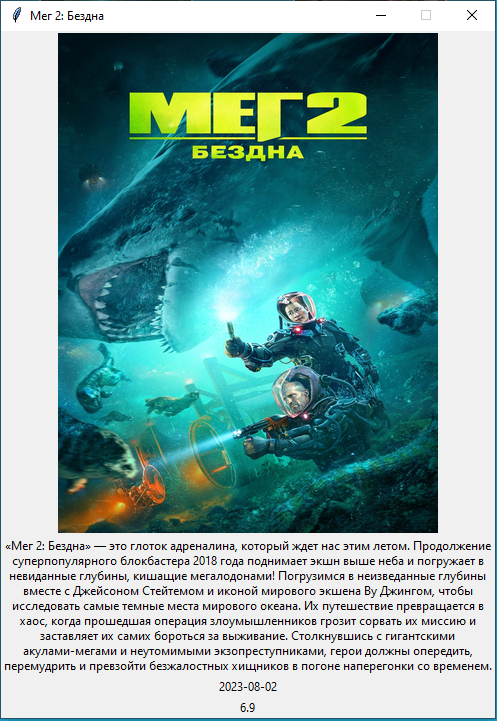 Мег 2: Бездна
МЕГ2
БЕЗДНА
«Мег 2: Бездна» — это глоток адреналина, который ждет нас этим летом. Продолжение
суперпопулярного блокбастера 2018 года поднимает экшн выше неба и погружает в
невиданные глубины, кишащие мегалодонами! Погрузимся в неизведанные глубины
вместе с Джейсоном Стейтемом и иконой мирового экшена Ву Джингом, чтобы
исследовать самые темные места мирового океана. Их путешествие превращается в
хаос, когда прошедшая операция злоумышленников грозит сорвать их миссию и
заставляет их самих бороться за выживание. Столкнувшись с гигантскими
акулами-мегами и неутомимыми экзопреступниками, герои должны опередить,
перемудрить и превзойти безжалостных хищников в погоне наперегонки со временем.
2023-08-02
6.9